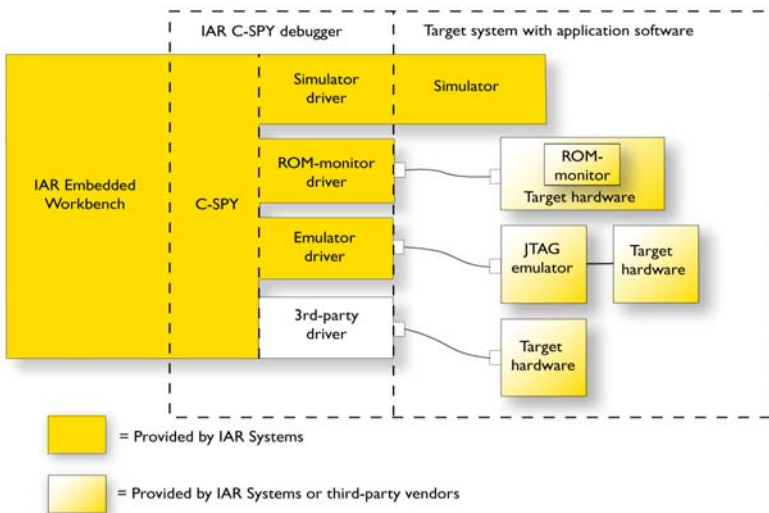 IAR C-SPY debugger
Target system with application software
Simulator
driver
Simulator
IAR Embedded
Workbench
C-SPY
ROM-monitor
driver
ROM-
monitor
Target hardware
Emulator
driver
JTAG
emulator
Target
hardware
3rd-party
driver
Target
hardware
= Provided by IAR Systems
= Provided by IAR Systems or third-party vendors